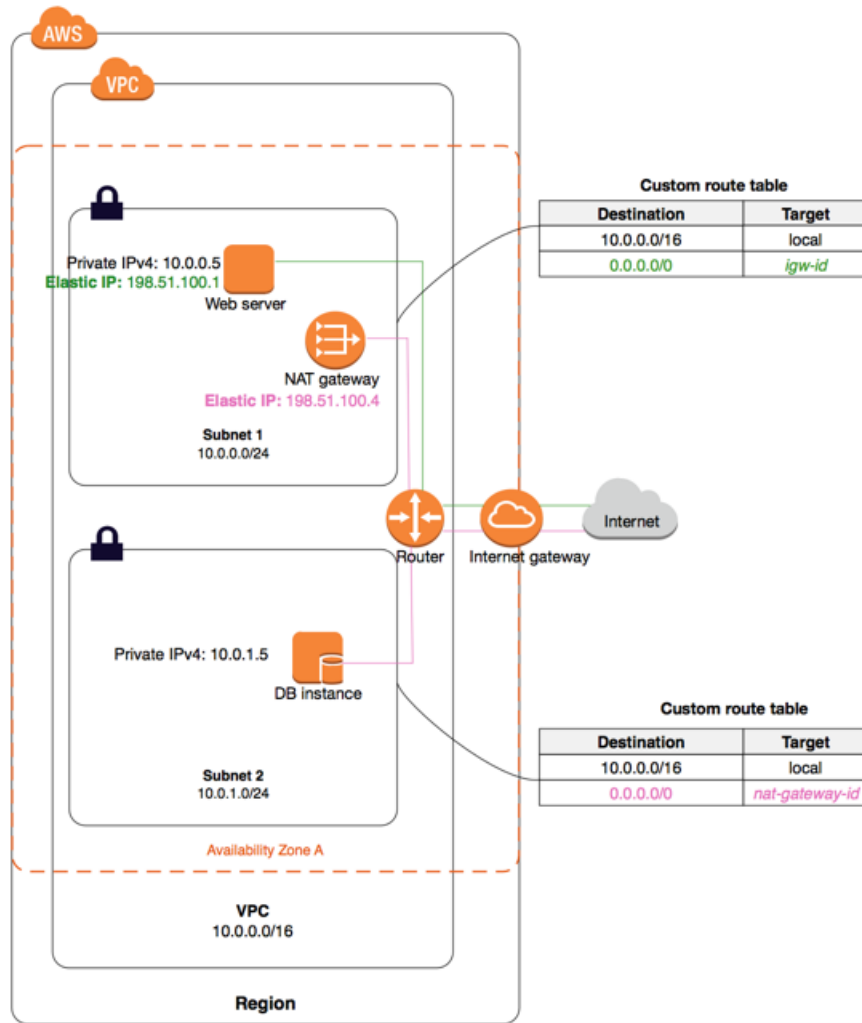 AWS
VPC
Private IPv4: 10.0.0.5
Elastic IP: 198.51.100.1
Web server
NAT gateway
Elastic IP: 198.51.100.4
Subnet 1
10.0.0.0/24
Custom route table
Destination Target
10.0.0.0/16 local
0.0.0.0/0 igw-id
Router
Internet gateway
Internet
Private IPv4: 10.0.1.5
DB instance
Subnet 2
10.0.1.0/24
Custom route table
Destination Target
10.0.0.0/16 local
0.0.0.0/0 nat-gateway-id
Availability Zone A
VPC
10.0.0.0/16
Region